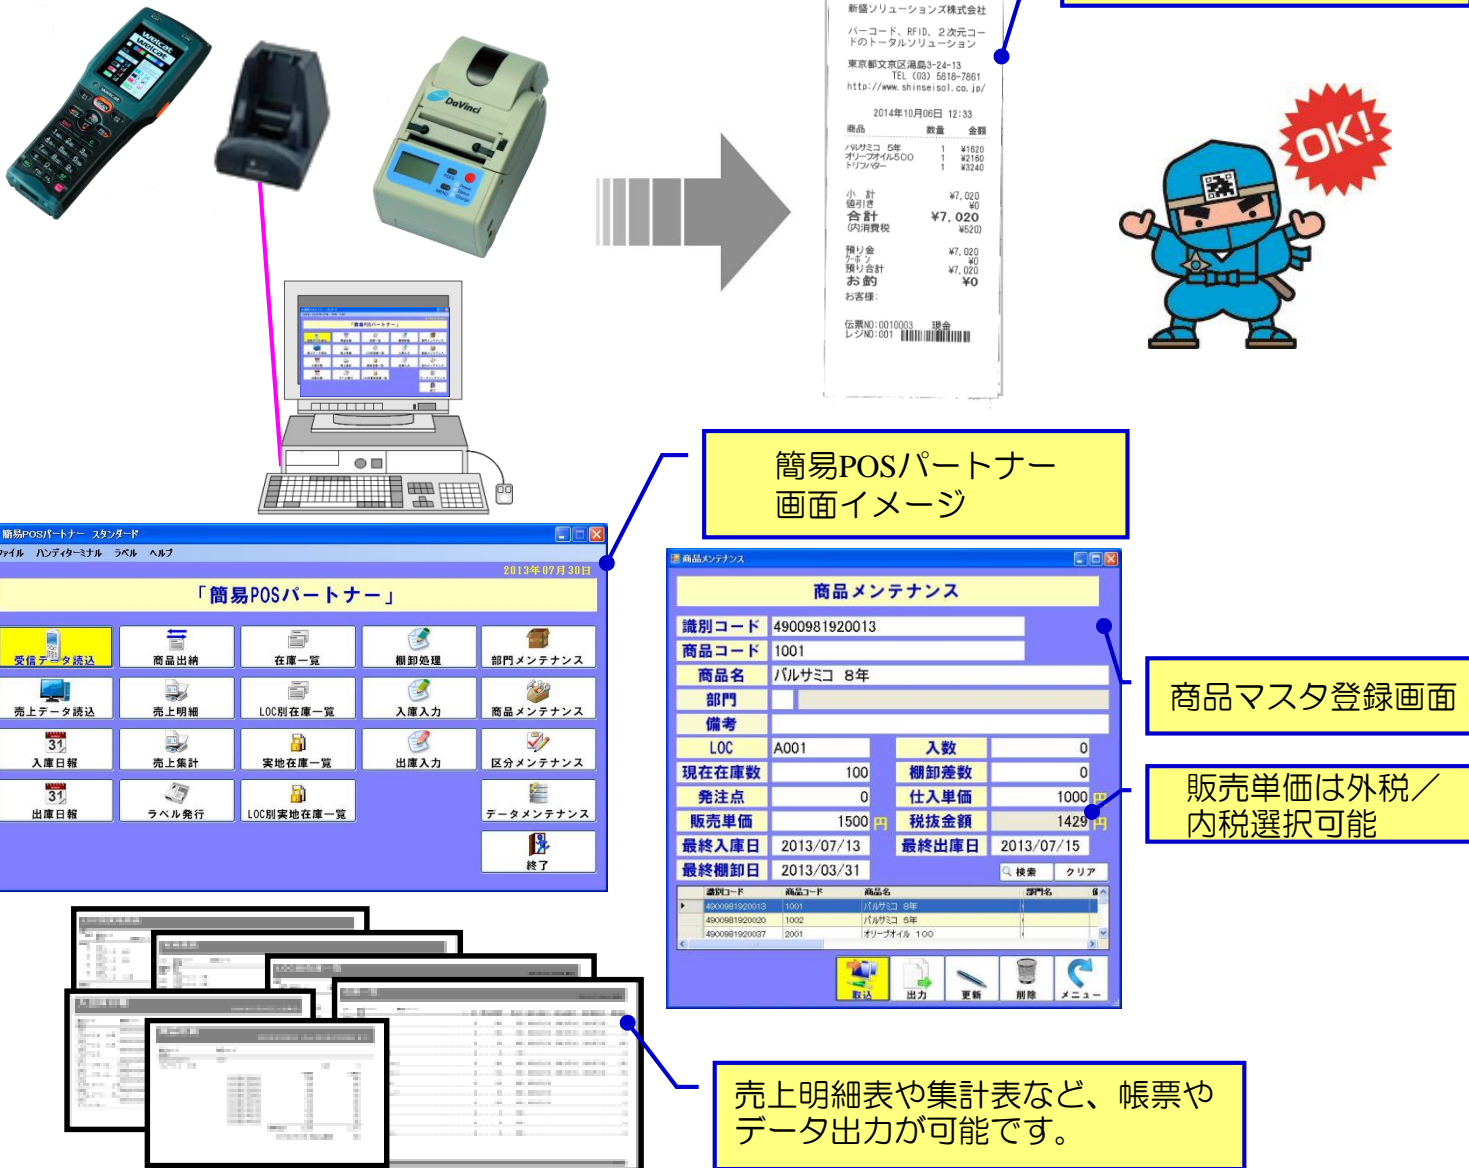 welcat
welcat
DaVinci
新盛ソリューションズ株式会社
バーコード、RFID、2次元コー
ドのトータルソリューション
東京都文京区湯島3-24-13
TEL (03) 5818-7861
http://www.shinseisol.co.jp/
2014年10月06日 12:33
商品 数量 金額
バルサミコ 5年 1 ¥1620
オリーブオイル500 1 ¥2160
トリフバター 1 ¥3240
小 計 ¥7,020
値引き ¥0
合計 ¥7,020
(内消費税 ¥520)
預り金 ¥7,020
クーポン ¥0
預り合計 ¥7,020
お釣 ¥0
お客様:
伝票NO:0010003 現金
レジNO:001
OK!
簡易POSパートナー
画面イメージ
簡易POSパートナー スタンダード
ファイル ハンディターミナル ラベル ヘルプ
2013年07月30日
「簡易POSパートナー」
受信データ読込 商品出納 在庫一覧 棚卸処理 部門メンテナンス
売上データ読込 売上明細 LOC別在庫一覧 入庫入力 商品メンテナンス
入庫日報 売上集計 実地在庫一覧 出庫入力 区分メンテナンス
出庫日報 ラベル発行 LOC別実地在庫一覧 データメンテナンス
終了
商品メンテナンス
商品メンテナンス
識別コード 4900981920013
商品コード 1001
商品名 バルサミコ 8年
部門
備考
LOC A001 入数 0
現在在庫数 100 棚卸差数 0
発注点 0 仕入単価 1000 円
販売単価 1500 円 税抜金額 1429 円
最終入庫日 2013/07/13 最終出庫日 2013/07/15
最終棚卸日 2013/03/31 検索 クリア
識別コード 商品コード 商品名 部門名
4900981920013 1001 バルサミコ 8年
4900981920020 1002 バルサミコ 5年
4900981920037 2001 オリーブオイル 100
取込 出力 更新 削除 メニュー
商品マスタ登録画面
販売単価は外税／
内税選択可能
売上明細表や集計表など、帳票や
データ出力が可能です。